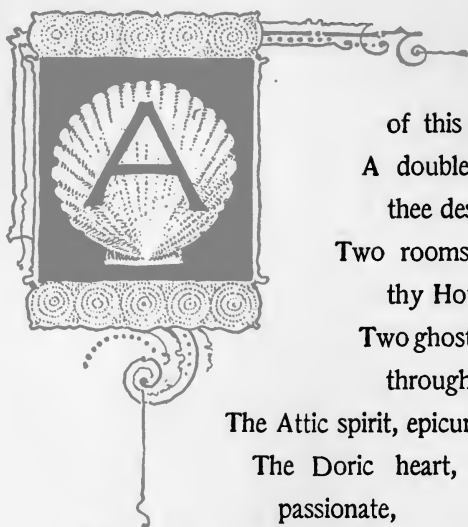 A
of this
A double
thee des
Two rooms
thy Ho
Two ghost
through
The Attic spirit, epicur
The Doric heart,
passionate,